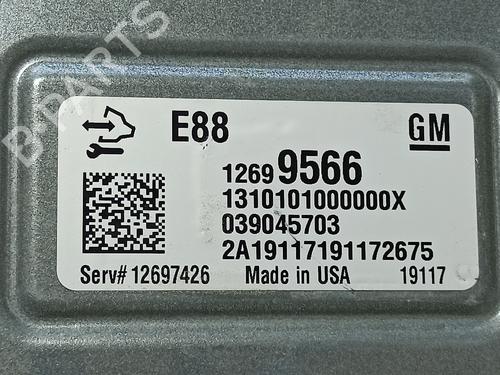 B-PARTS
E88
GM
1269 9566
1310101000000X
039045703
2A19117191172675
Serv# 12697426 Made in USA 19117